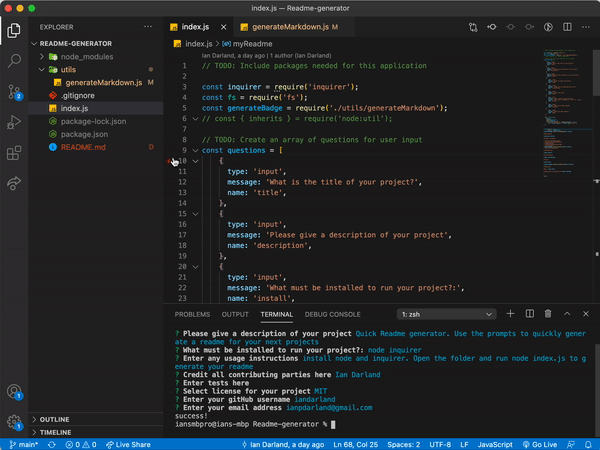 index.js — Readme-generator
EXPLORER
README-GENERATOR
node_modules
utils
generateMarkdown.js M
.gitignore
index.js
package-lock.json
package.json
README.md D
OUTLINE
TIMELINE
index.js
generateMarkdown.js M
index.js > myReadme
Ian Darland, a day ago | 1 author (Ian Darland)
1 // TODO: Include packages needed for this application
2
3 const inquirer = require('inquirer');
4 const fs = require('fs');
5 const generateBadge = require('./utils/generateMarkdown');
6 // const { inherits } = require('node:util');
7
8 // TODO: Create an array of questions for user input
9 const questions = [
10 {
11 type: 'input',
12 message: 'What is the title of your project?',
13 name: 'title',
14 },
15 {
16 type: 'input',
17 message: 'Please give a description of your project',
18 name: 'description',
19 },
20 {
21 type: 'input',
22 message: 'What must be installed to run your project?:',
23 name: 'install',
PROBLEMS OUTPUT TERMINAL DEBUG CONSOLE 1: zsh
? Please give a description of your project Quick Readme generator. Use the prompts to quickly gener
ate a readme for your next projects
? What must be installed to run your project?: node inquirer
? Enter any usage instructions install node and inquirer. Open the folder and run node index.js to g
enerate your readme
? Credit all contributing parties here Ian Darland
? Enter tests here
? Select license for your project MIT
? Enter your gitHub username iandarland
? Enter your email address ianpdarland@gmail.com
success!
iansmbpro@ians-mbp Readme-generator %
main* 0 0 Live Share Ian Darland, a day ago Ln 68, Col 25 Spaces: 2 UTF-8 LF JavaScript Go Live